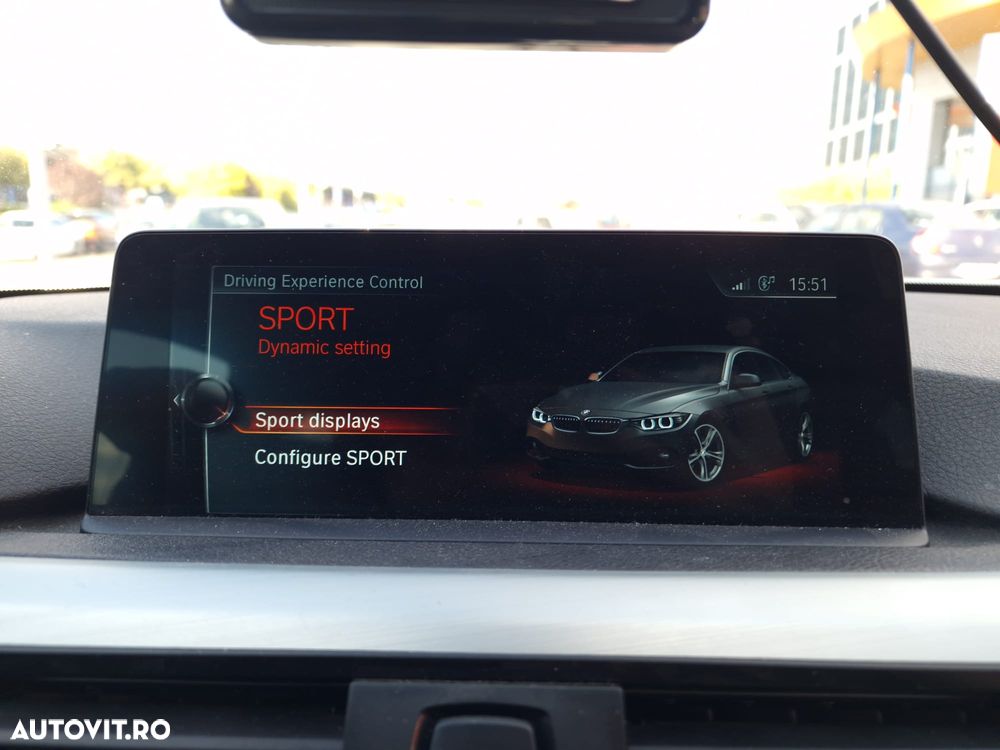 Driving Experience Control
15:51
SPORT
Dynamic setting
Sport displays
Configure SPORT
AUTOVIT.RO